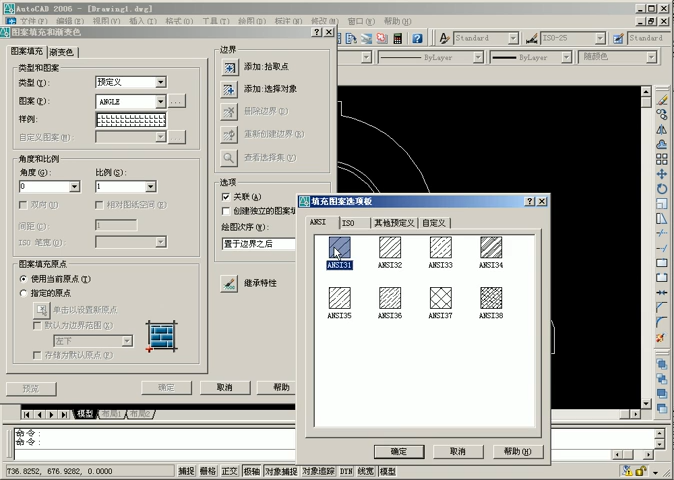 AutoCAD 2006 - [Drawing1.dwg]
文件(F) 编辑(E) 视图(V) 插入(I) 格式(O) 工具(T) 绘图(D) 标注(N) 修改(M) 窗口(W) 帮助(H)
Standard ISO-25 Standard
ByLayer ByLayer 随颜色
图案填充和渐变色
图案填充 渐变色
类型和图案
类型(Y): 预定义
图案(P): ANGLE
样例:
自定义图案(M):
角度和比例
角度(G): 比例(S):
0 1
双向(U) 相对图纸空间(E)
间距(C): 1
ISO 笔宽(O):
图案填充原点
使用当前原点(T)
指定的原点
单击以设置新原点
默认为边界范围(X)
左下
存储为默认原点(F)
预览 确定 取消 帮助
边界
添加:拾取点
添加:选择对象
删除边界(D)
重新创建边界(R)
查看选择集(V)
选项
关联(A)
创建独立的图案填
绘图次序(W):
置于边界之后
继承特性
填充图案选项板
ANSI ISO 其他预定义 自定义
ANSI31 ANSI32 ANSI33 ANSI34
ANSI35 ANSI36 ANSI37 ANSI38
确定 取消 帮助(H)
模型 布局1 布局2
命令:
命令:
736.8252, 676.9282, 0.0000 捕捉 栅格 正交 极轴 对象捕捉 对象追踪 DYN 线宽 模型